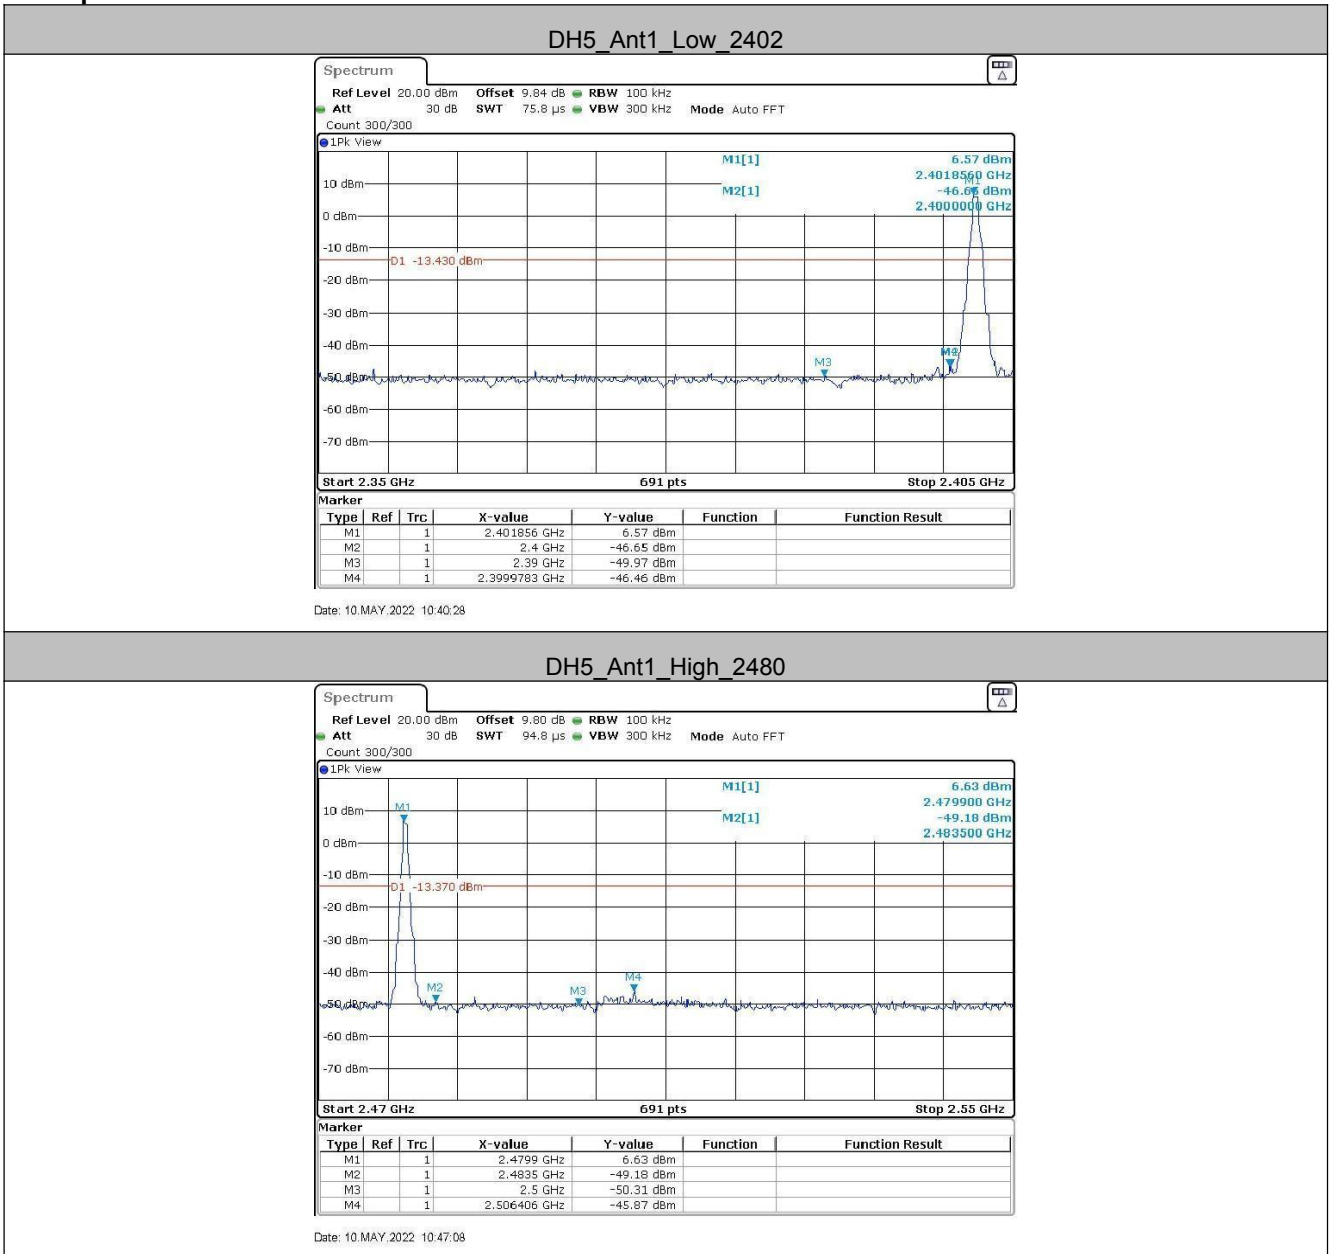 DH5_Ant1_Low_2402
Spectrum
Ref Level 20.00 dBm Offset 9.84 dB RBW 100 kHz
Att 30 dB SWT 75.8 µs VBW 300 kHz Mode Auto FFT
Count 300/300
1Pk View
M1[1] 6.57 dBm
2.4018560 GHz
M1
10 dBm
M2[1] -46.65 dBm
2.4000000 GHz
0 dBm
-10 dBm
D1 -13.430 dBm
-20 dBm
-30 dBm
-40 dBm
M3
-50 dBm
-60 dBm
-70 dBm
Start 2.35 GHz 691 pts Stop 2.405 GHz
Marker
Type Ref Trc X-value Y-value Function Function Result
M1 1 2.401856 GHz 6.57 dBm
M2 1 2.4 GHz -46.65 dBm
M3 1 2.39 GHz -49.97 dBm
M4 1 2.3999783 GHz -46.46 dBm
Date: 10.MAY.2022 10:40:28
DH5_Ant1_High_2480
Spectrum
Ref Level 20.00 dBm Offset 9.80 dB RBW 100 kHz
Att 30 dB SWT 94.8 µs VBW 300 kHz Mode Auto FFT
Count 300/300
1Pk View
M1[1] 6.63 dBm
2.479900 GHz
10 dBm
M1
M2[1] -49.18 dBm
2.483500 GHz
0 dBm
-10 dBm
D1 -13.370 dBm
-20 dBm
-30 dBm
-40 dBm
M4
M2
M3
-50 dBm
-60 dBm
-70 dBm
Start 2.47 GHz 691 pts Stop 2.55 GHz
Marker
Type Ref Trc X-value Y-value Function Function Result
M1 1 2.4799 GHz 6.63 dBm
M2 1 2.4835 GHz -49.18 dBm
M3 1 2.5 GHz -50.31 dBm
M4 1 2.506406 GHz -45.87 dBm
Date: 10.MAY.2022 10:47:08